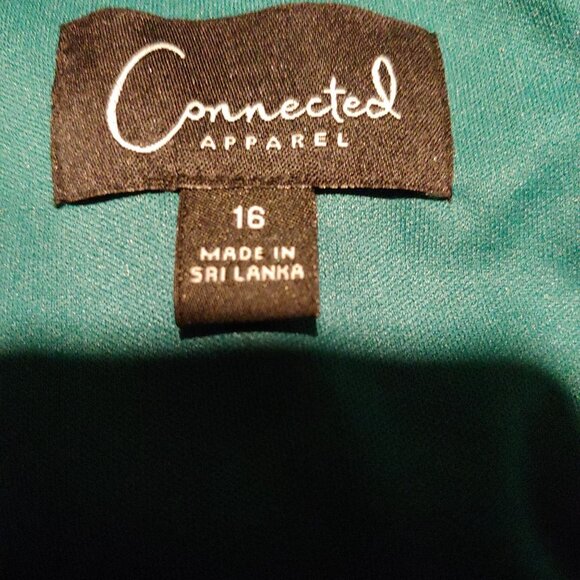 Connected
APPAREL
16
MADE IN
SRI LANKA